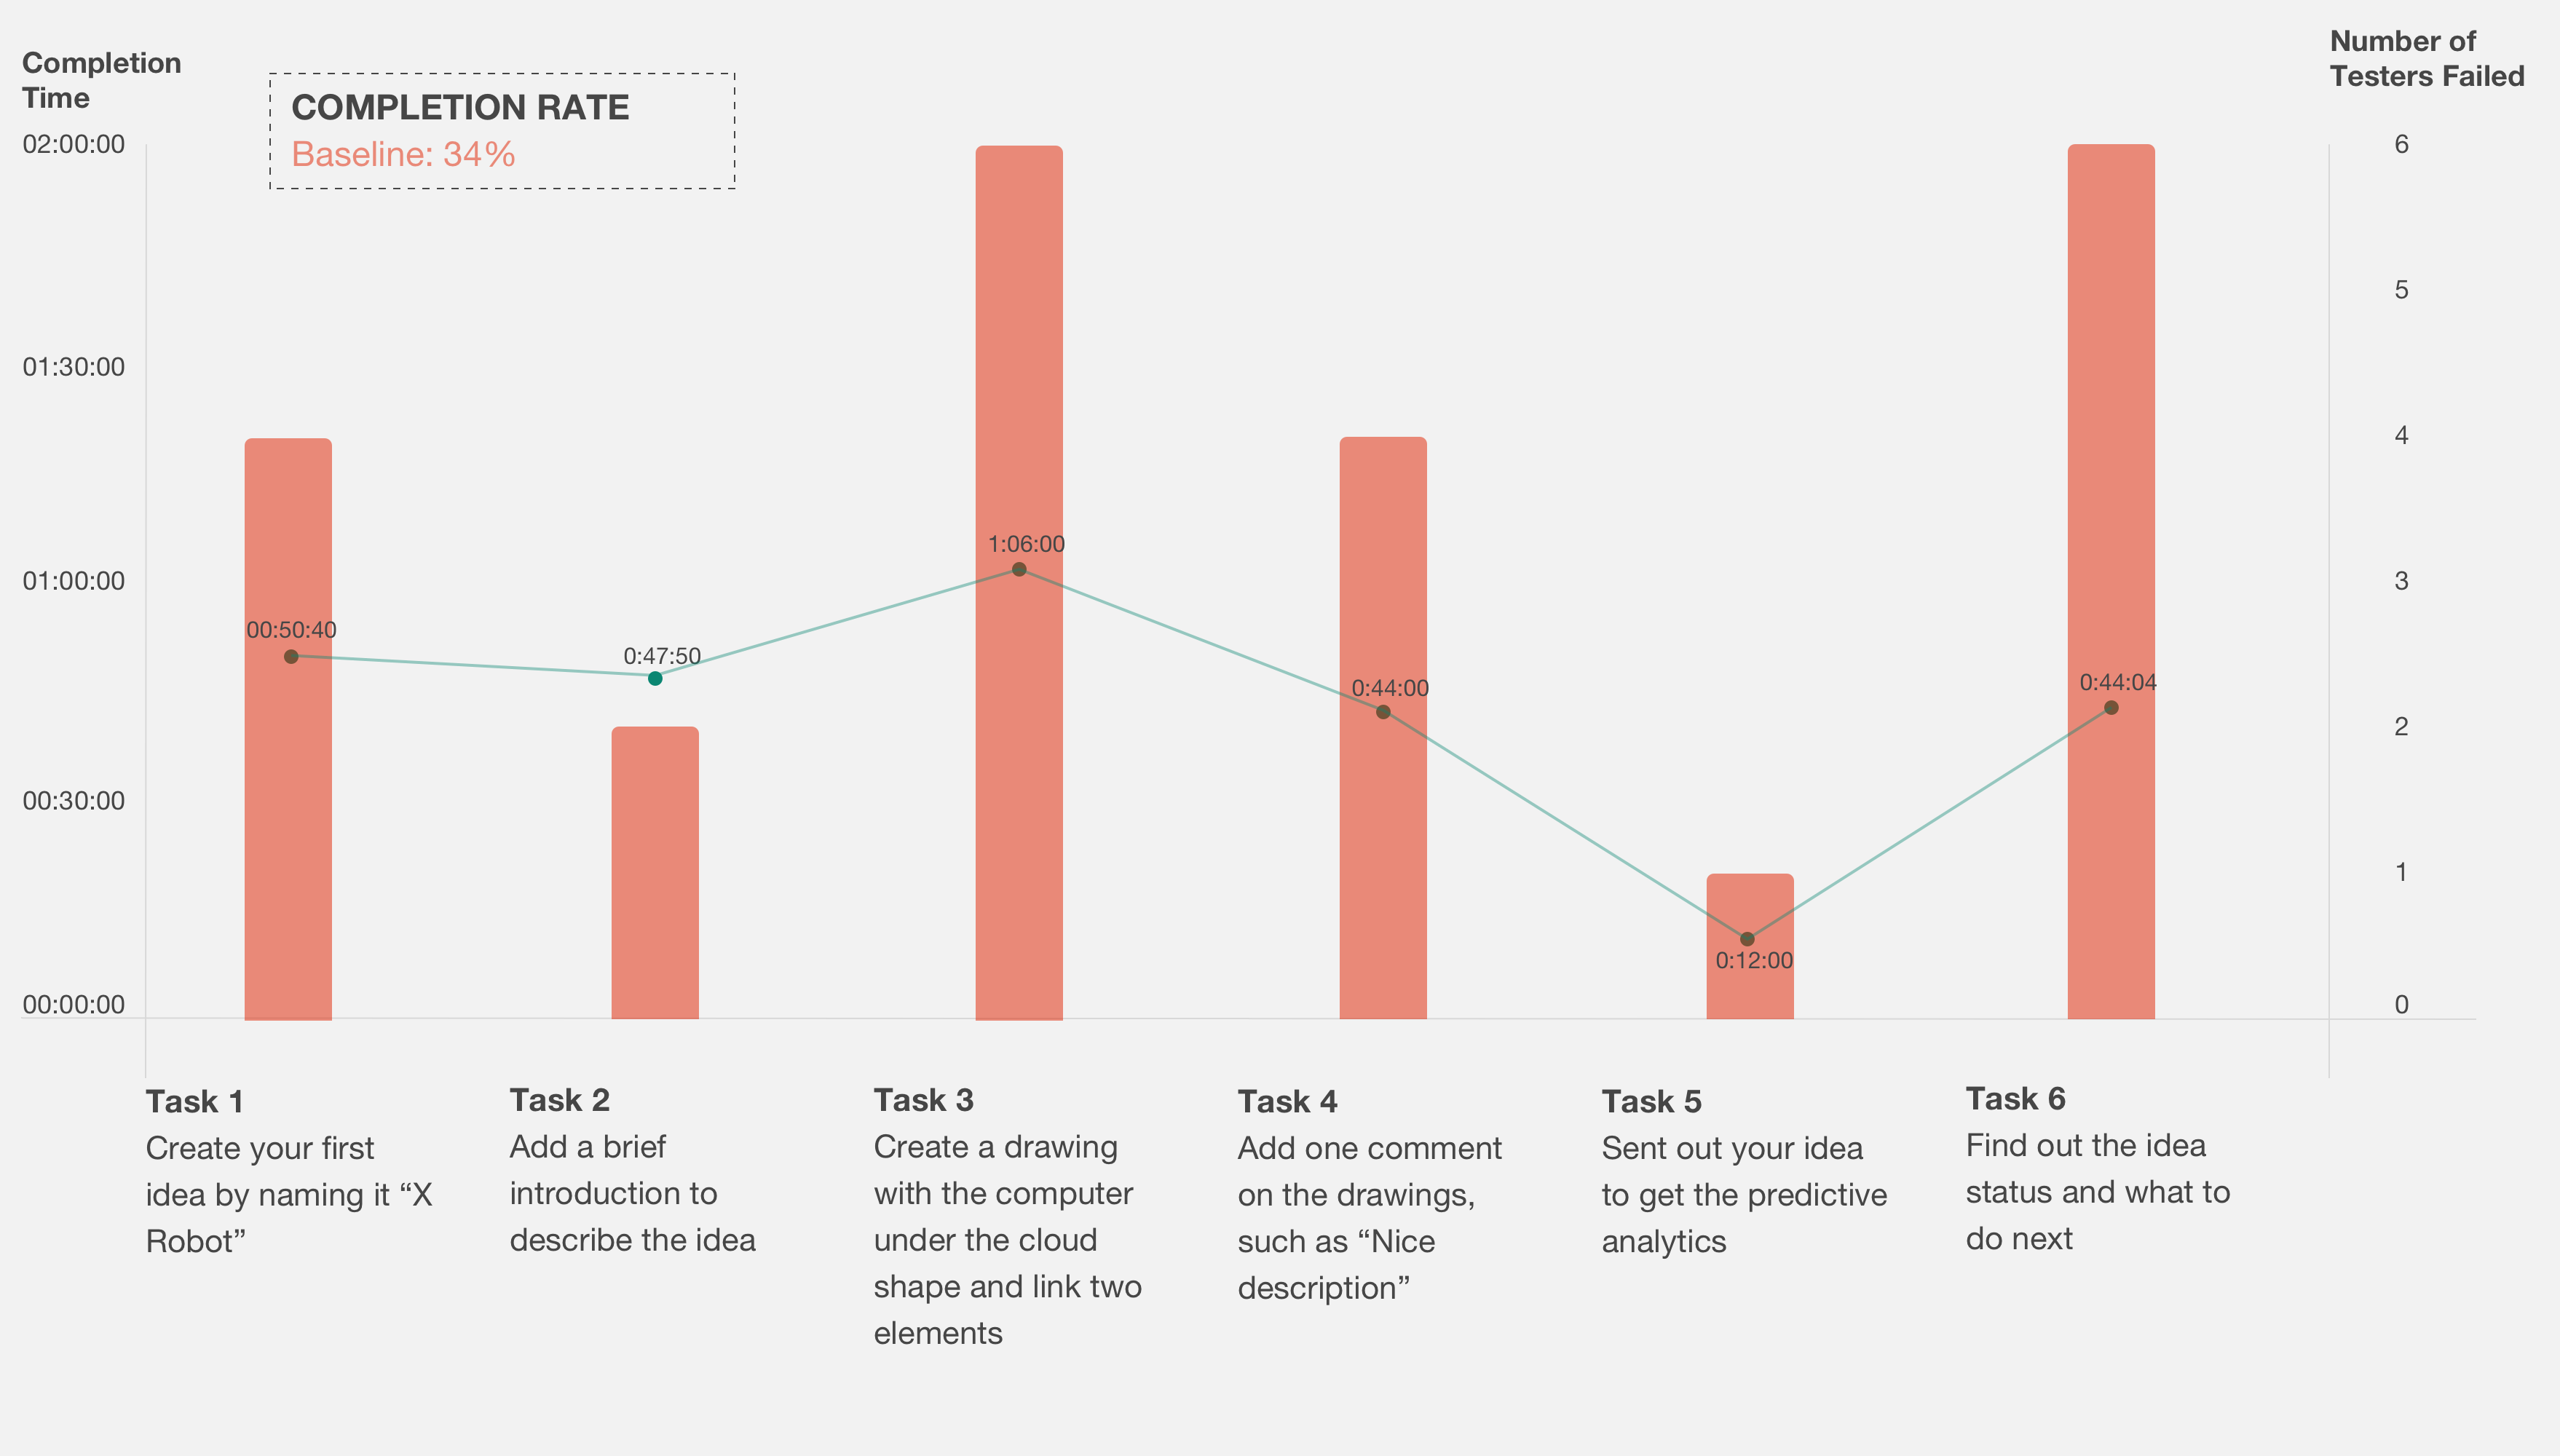 Completion
Time
Number of
Testers Failed
COMPLETION RATE
Baseline: 34%
02:00:00
01:30:00
01:00:00
00:30:00
00:00:00
6
5
4
3
2
1
0
00:50:40
0:47:50
1:06:00
0:44:00
0:12:00
0:44:04
Task 1
Create your first
idea by naming it “X
Robot”
Task 2
Add a brief
introduction to
describe the idea
Task 3
Create a drawing
with the computer
under the cloud
shape and link two
elements
Task 4
Add one comment
on the drawings,
such as “Nice
description”
Task 5
Sent out your idea
to get the predictive
analytics
Task 6
Find out the idea
status and what to
do next